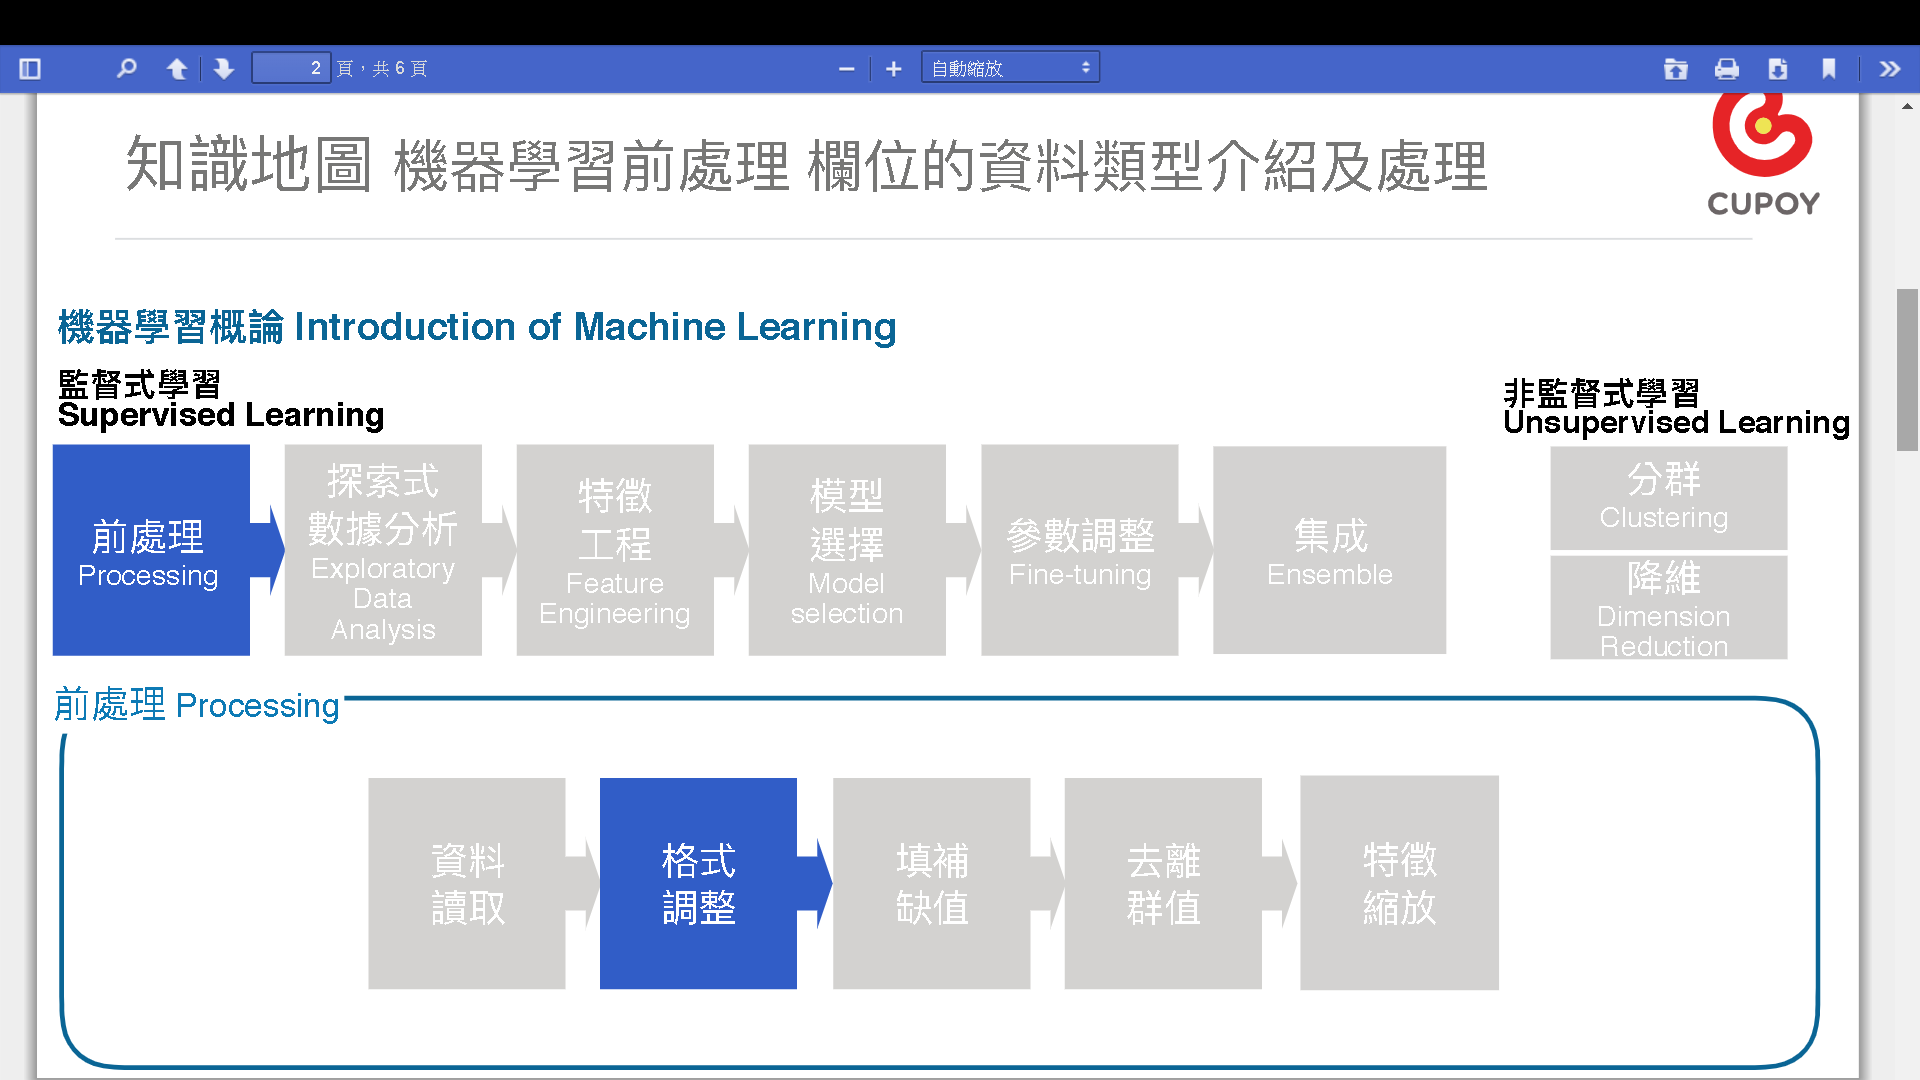 2 頁，共 6 頁
自動縮放
知識地圖 機器學習前處理 欄位的資料類型介紹及處理
CUPOY
機器學習概論 Introduction of Machine Learning
監督式學習
Supervised Learning
非監督式學習
Unsupervised Learning
前處理
Processing
探索式
數據分析
Exploratory
Data
Analysis
特徵
工程
Feature
Engineering
模型
選擇
Model
selection
參數調整
Fine-tuning
集成
Ensemble
分群
Clustering
降維
Dimension
Reduction
前處理 Processing
資料
讀取
格式
調整
填補
缺值
去離
群值
特徵
縮放